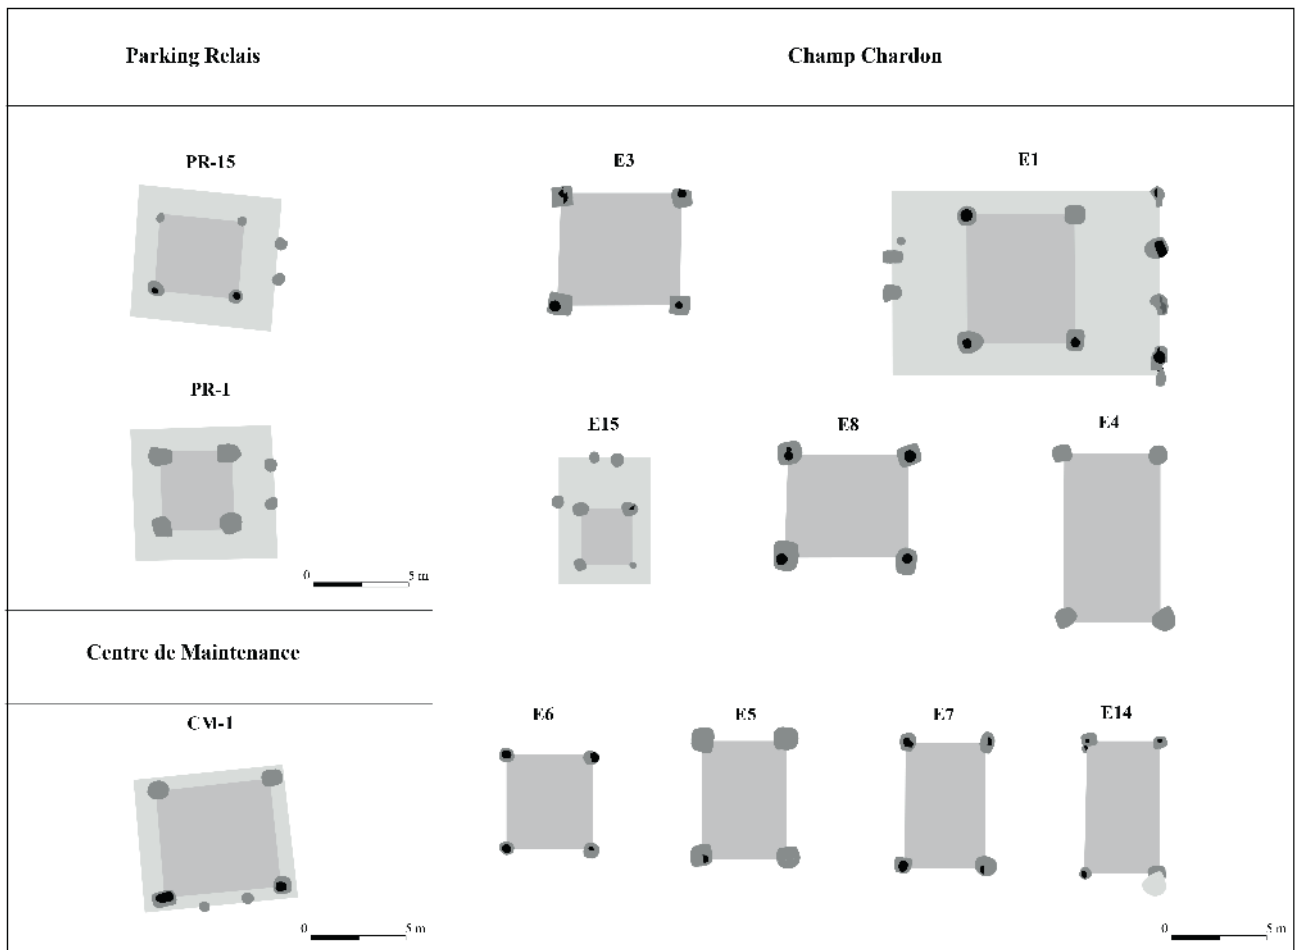 Parking Relais
Champ Chardon
PR-15
E3
E1
PR-1
E15
E8
E4
0 5 m
Centre de Maintenance
CM-1
E6
E5
E7
E14
0 5 m
0 5 m